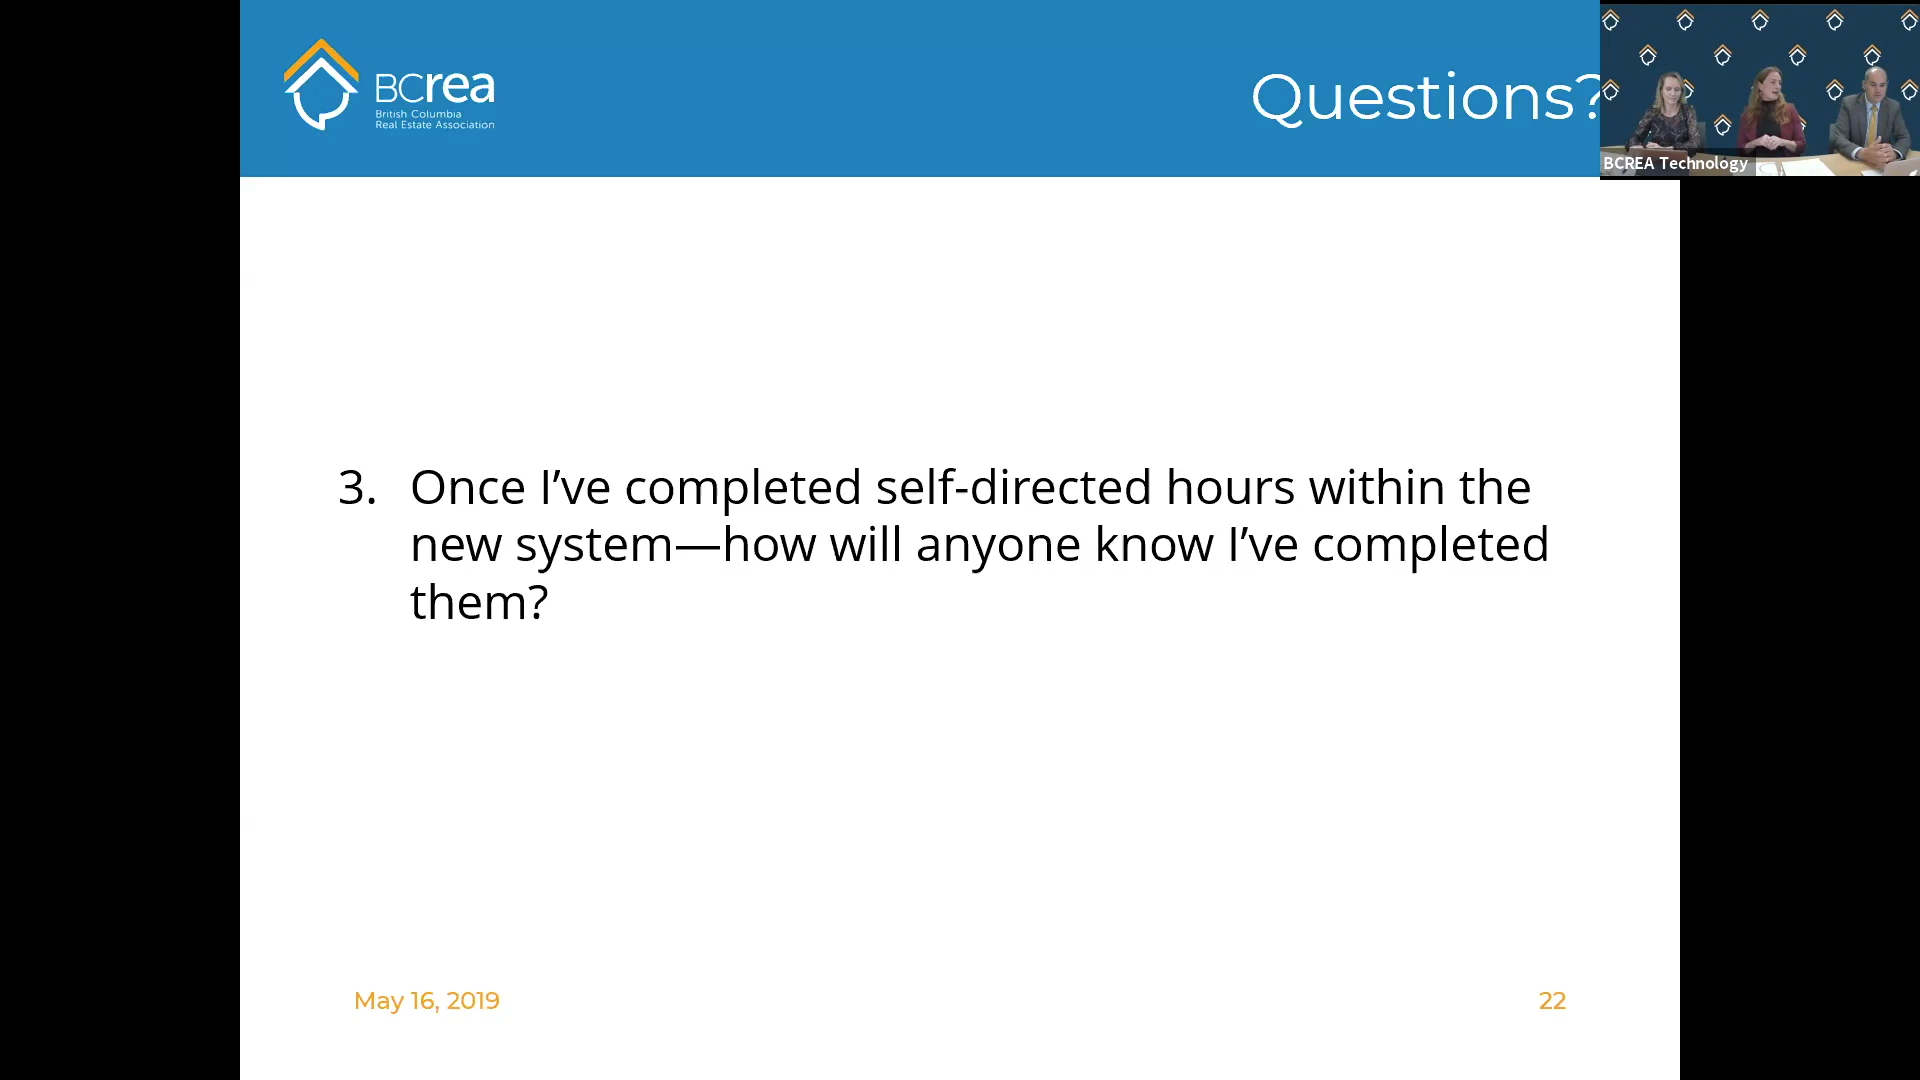 BCrea
British Columbia
Real Estate Association
Questions?
BCREA Technology
3. Once I’ve completed self-directed hours within the
new system—how will anyone know I’ve completed
them?
May 16, 2019
22